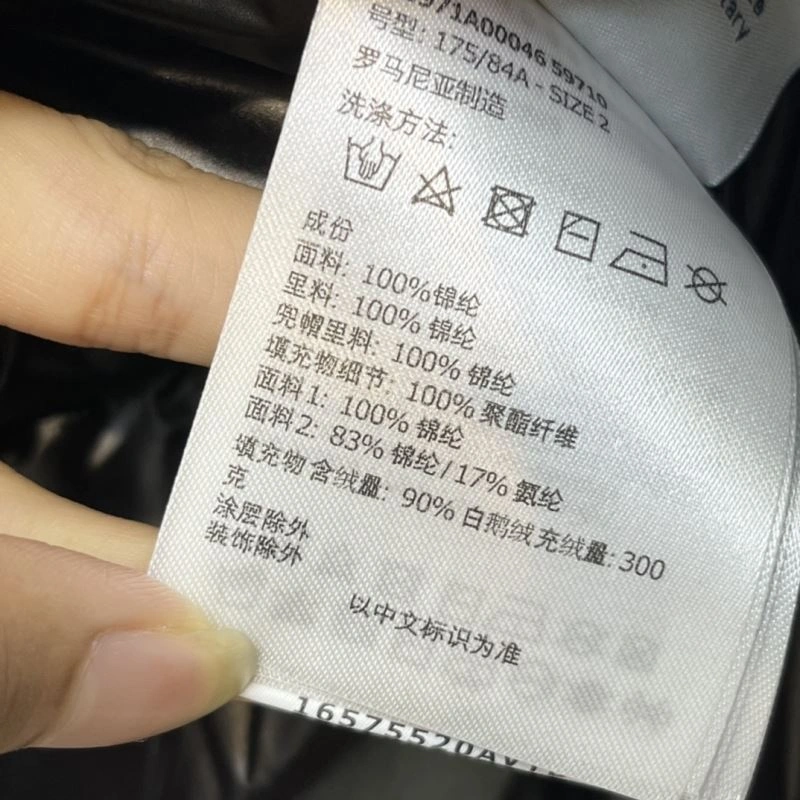 971A00046 59710
号型: 175/84A - SIZE 2
罗马尼亚制造
洗涤方法:
成份
面料: 100%锦纶
里料: 100% 锦纶
兜帽里料: 100% 锦纶
填充物细节: 100% 聚酯纤维
面料1: 100% 锦纶
面料2: 83% 锦纶/17% 氨纶
填充物 含绒量: 90% 白鹅绒充绒量: 300
克
涂层除外
装饰除外
以中文标识为准